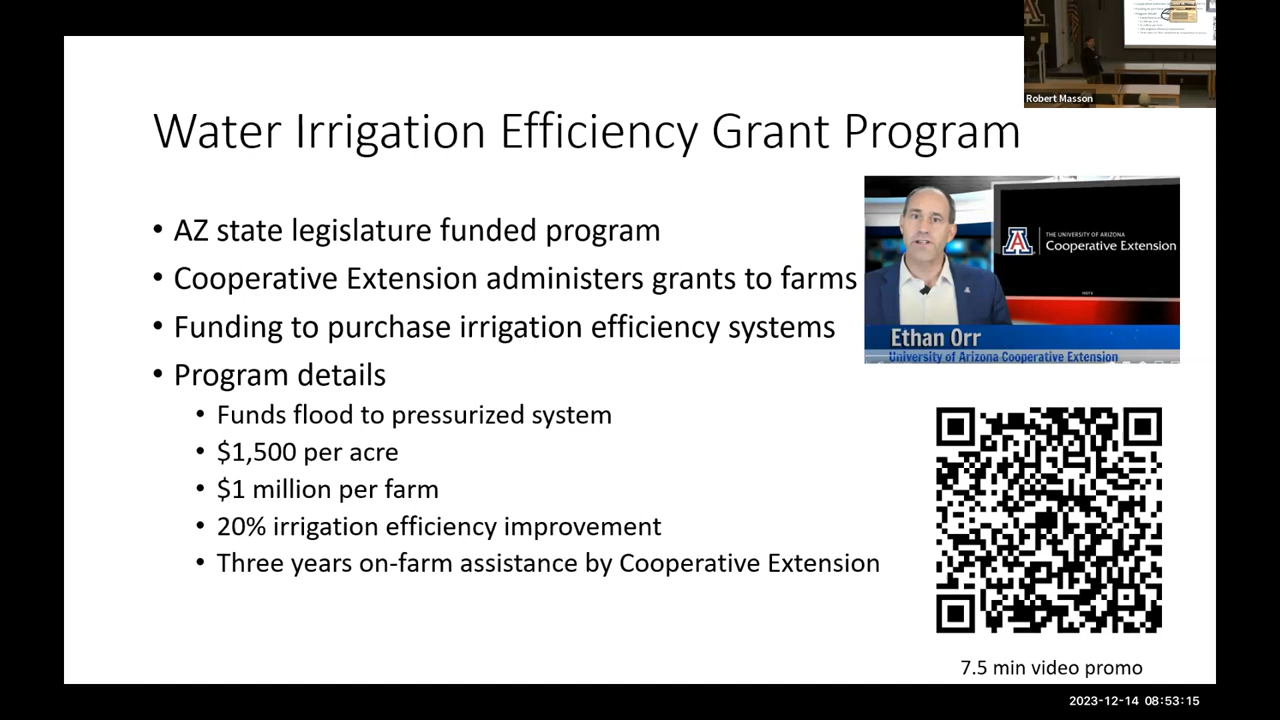 Robert Masson
Water Irrigation Efficiency Grant Program
• AZ state legislature funded program
• Cooperative Extension administers grants to farms
• Funding to purchase irrigation efficiency systems
• Program details
• Funds flood to pressurized system
• $1,500 per acre
• $1 million per farm
• 20% irrigation efficiency improvement
• Three years on-farm assistance by Cooperative Extension
A
THE UNIVERSITY OF ARIZONA
Cooperative Extension
Ethan Orr
University of Arizona Cooperative Extension
7.5 min video promo
2023-12-14 08:53:15